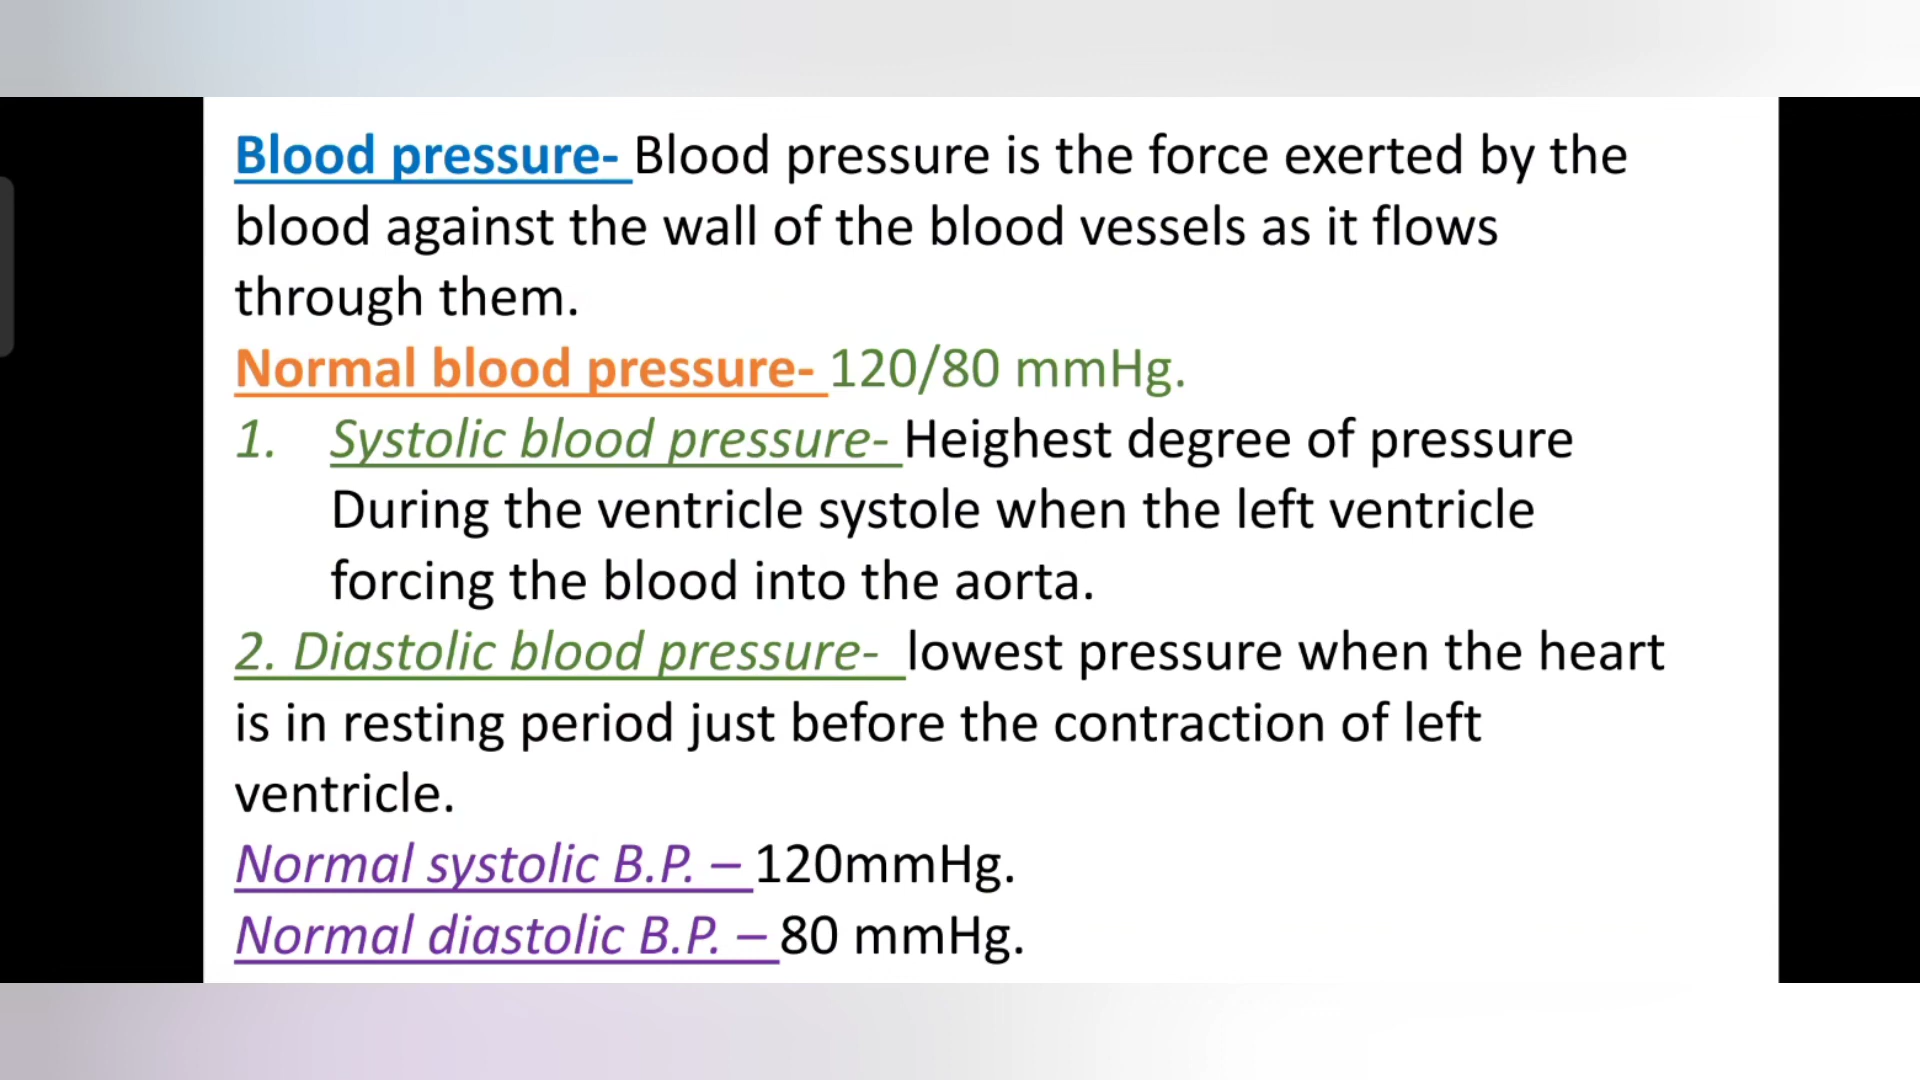 Blood pressure- Blood pressure is the force exerted by the
blood against the wall of the blood vessels as it flows
through them.
Normal blood pressure- 120/80 mmHg.
1. Systolic blood pressure- Heighest degree of pressure
During the ventricle systole when the left ventricle
forcing the blood into the aorta.
2. Diastolic blood pressure- lowest pressure when the heart
is in resting period just before the contraction of left
ventricle.
Normal systolic B.P. – 120mmHg.
Normal diastolic B.P. – 80 mmHg.